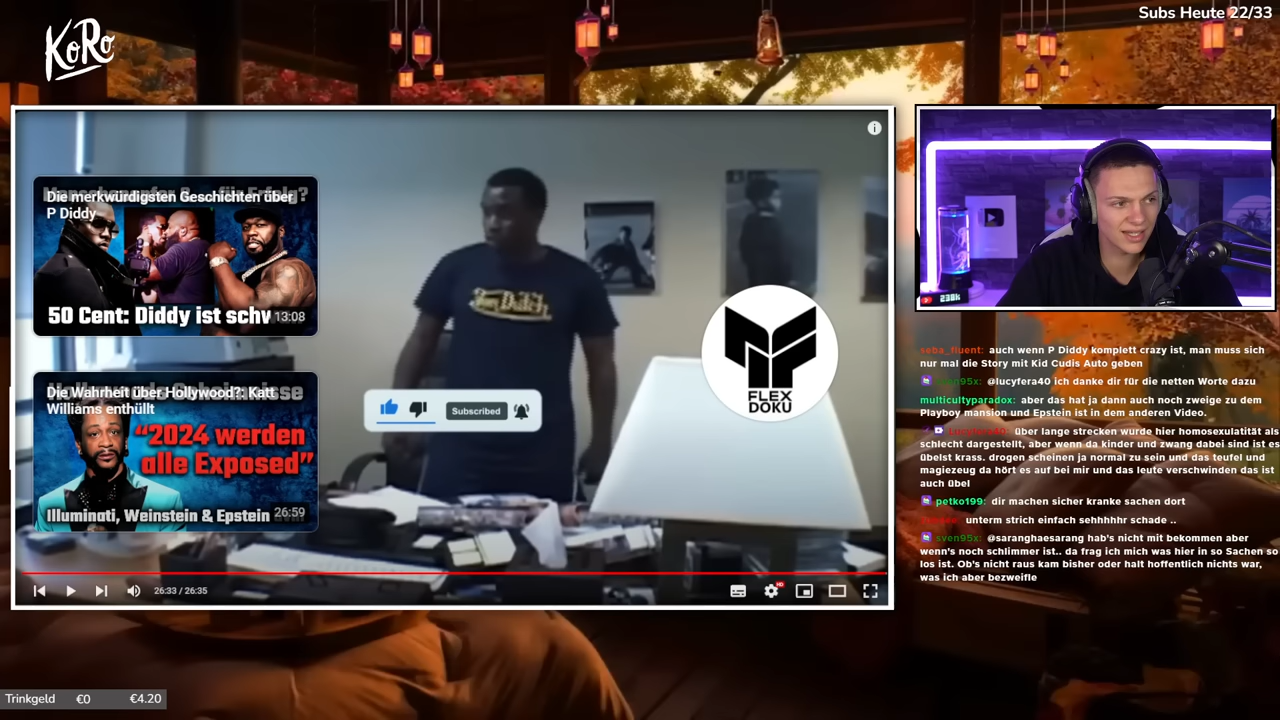 Subs Heute 22/33
KoRo
Die merkwürdigsten Geschichten über
P Diddy
50 Cent: Diddy ist schw
13:08
Die Wahrheit über Hollywood?: Katt
Williams enthüllt
“2024 werden
alle Exposed”
Illuminati, Weinstein & Epstein
26:59
Von Dutch
Subscribed
FLEX
DOKU
26:33 / 26:35
HD
238k
seba_fluent: auch wenn P Diddy komplett crazy ist, man muss sich
nur mal die Story mit Kid Cudis Auto geben
sven95x: @lucyfera40 ich danke dir für die netten Worte dazu
multicultyparadox: aber das hat ja dann auch noch zweige zu dem
Playboy mansion und Epstein ist in dem anderen Video.
über lange strecken wurde hier homosexulatität als
schlecht dargestellt, aber wenn da kinder und zwang dabei sind ist es
übelst krass. drogen scheinen ja normal zu sein und das teufel und
magiezeug da hört es auf bei mir und das leute verschwinden das ist
auch übel
petko199: dir machen sicher kranke sachen dort
unterm strich einfach sehhhhhr schade ..
sven95x: @saranghaesarang hab's nicht mit bekommen aber
wenn's noch schlimmer ist.. da frag ich mich was hier in so Sachen so
los ist. Ob's nicht raus kam bisher oder halt hoffentlich nichts war,
was ich aber bezweifle
Trinkgeld €0 €4.20